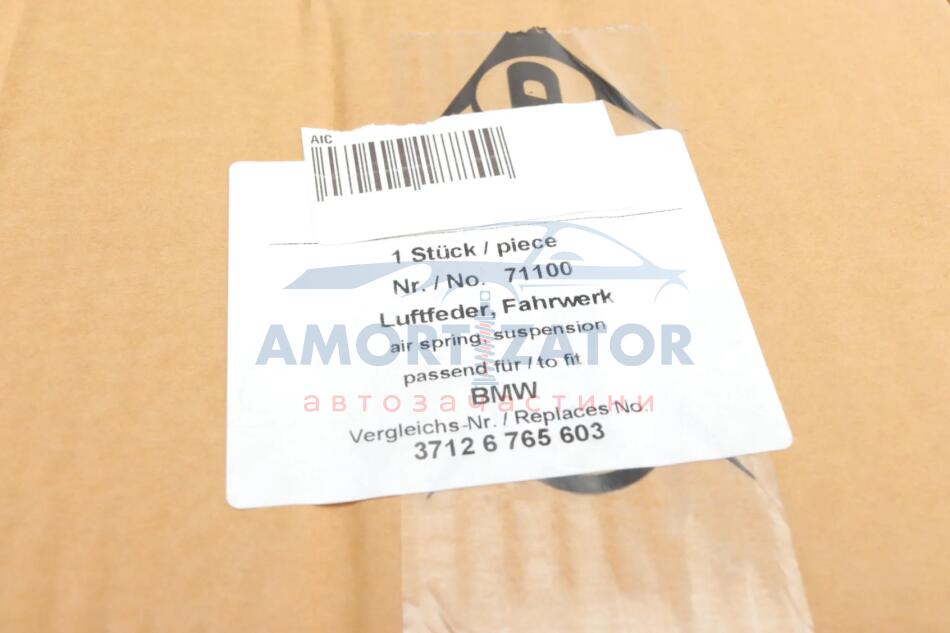 AIC
1 Stück / piece
Nr. / No. 71100
Luftfeder, Fahrwerk
air spring, suspension
AMORTIZATOR
passend für / to fit
BMW
автозачастини
Vergleichs-Nr. / Replaces No.
3712 6 765 603